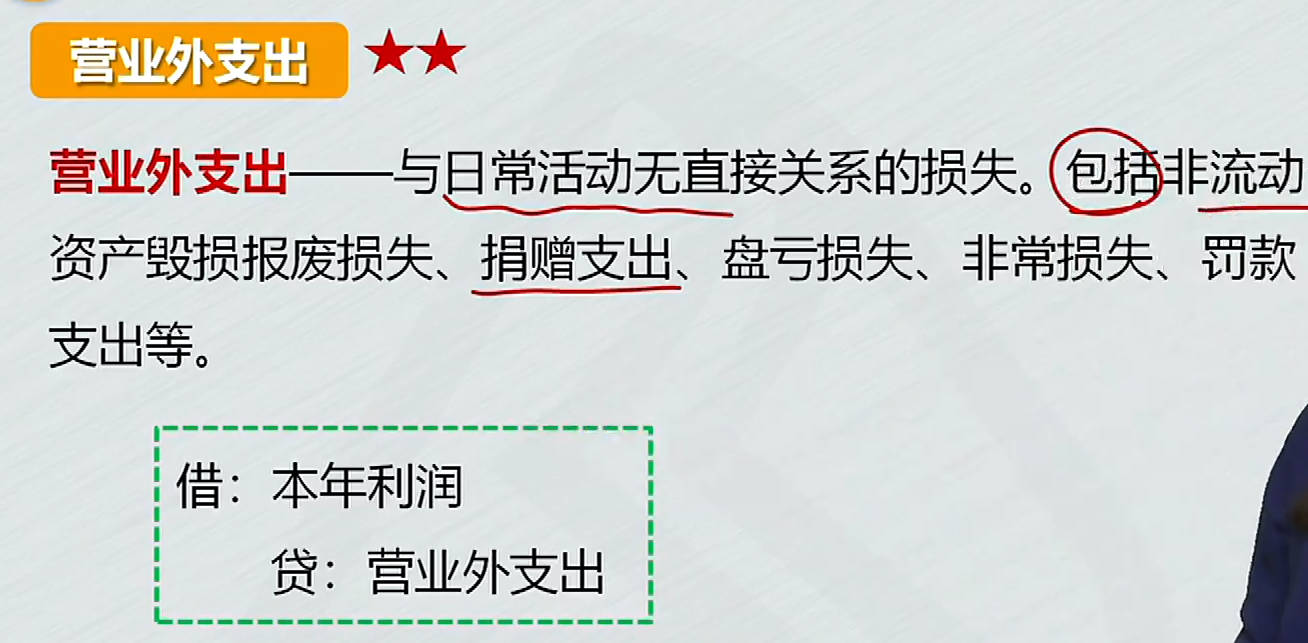 营业外支出 ★★
营业外支出——与日常活动无直接关系的损失。包括非流动
资产毁损报废损失、捐赠支出、盘亏损失、非常损失、罚款
支出等。
借：本年利润
贷：营业外支出